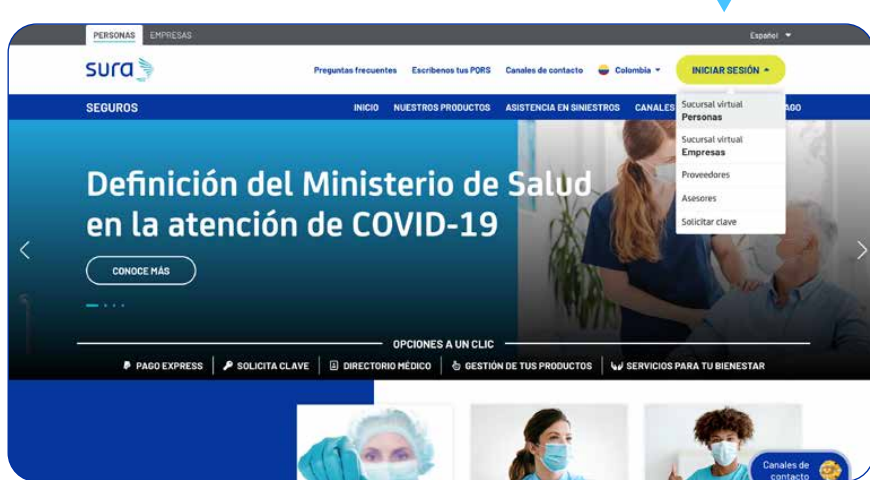 PERSONAS EMPRESAS Español
sura
Preguntas frecuentes Escríbenos tus PQRS Canales de contacto Colombia INICIAR SESIÓN
SEGUROS INICIO NUESTROS PRODUCTOS ASISTENCIA EN SINIESTROS CANALES AGO
Sucursal virtual
Personas
Sucursal virtual
Empresas
Proveedores
Asesores
Solicitar clave
Definición del Ministerio de Salud
en la atención de COVID-19
CONOCE MÁS
OPCIONES A UN CLIC
PAGO EXPRESS SOLICITA CLAVE DIRECTORIO MÉDICO GESTIÓN DE TUS PRODUCTOS SERVICIOS PARA TU BIENESTAR
Canales de
contacto